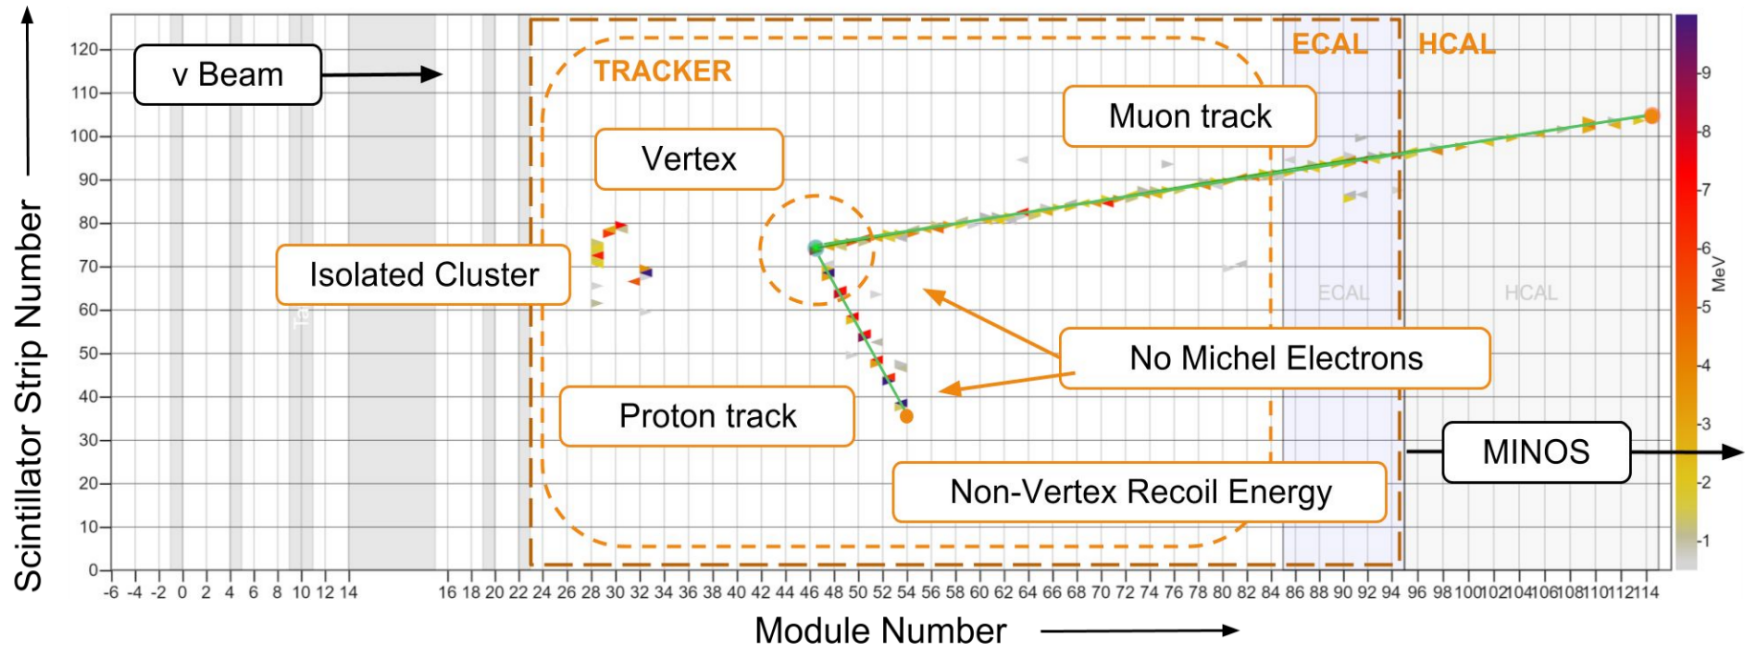 120
110
100
90
80
70
60
50
40
30
20
10
0
Scintillator Strip Number
ν Beam
TRACKER
ECAL
HCAL
Muon track
Vertex
Isolated Cluster
ECAL
HCAL
No Michel Electrons
Proton track
MINOS
Non-Vertex Recoil Energy
9
8
7
6
5
4
3
2
1
MeV
-6 -4 -2 0 2 4 6 8 10 12 14 16 18 20 22 24 26 28 30 32 34 36 38 40 42 44 46 48 50 52 54 56 58 60 62 64 66 68 70 72 74 76 78 80 82 84 86 88 90 92 94 96 98 100 102 104 106 108 110 112 114
Module Number